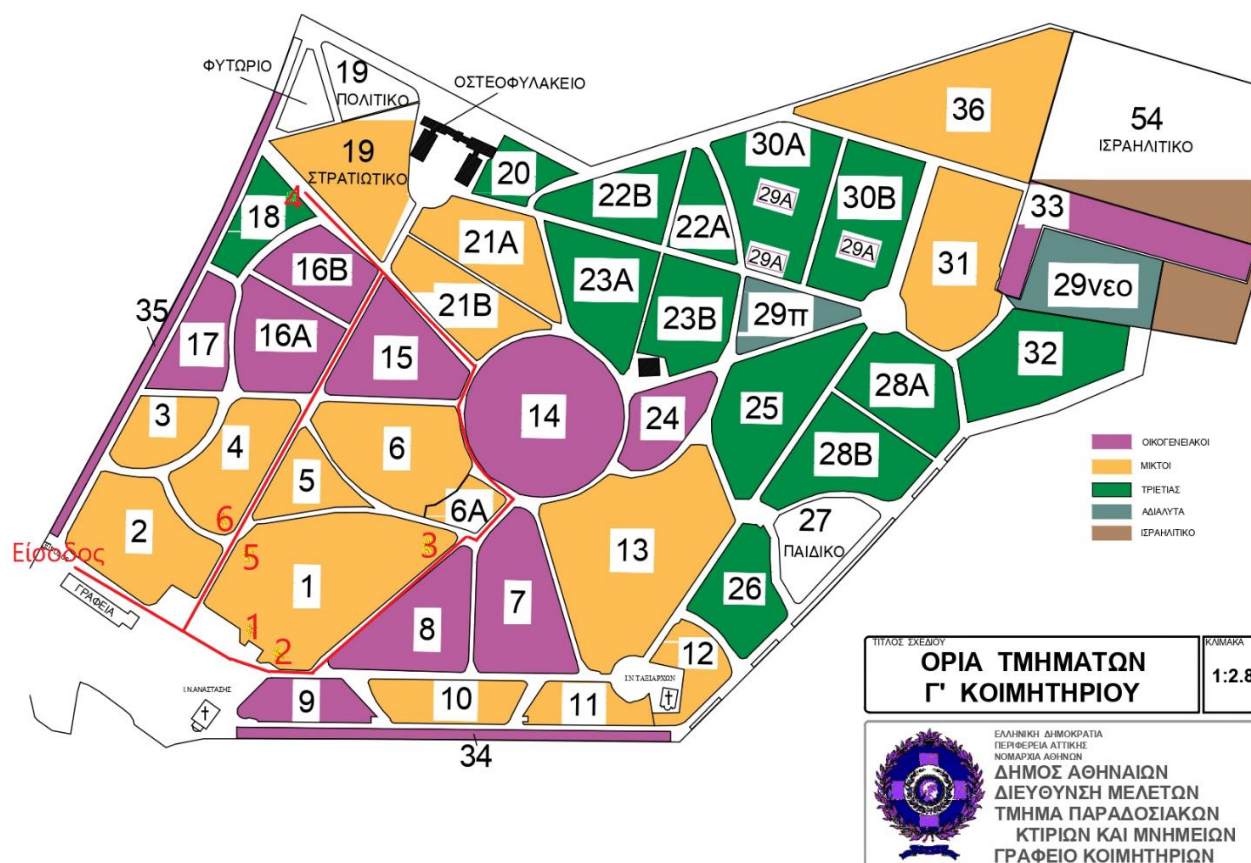 19
ΠΟΛΙΤΙΚΟ
ΦΥΤΩΡΙΟ
ΟΣΤΕΟΦΥΛΑΚΕΙΟ
36
54
ΙΣΡΑΗΛΙΤΙΚΟ
19
ΣΤΡΑΤΙΩΤΙΚΟ
20
30Α
30Β
22Β
22Α
29Α
29Α
29Α
4
18
33
21Α
16Β
31
23Α
29νεο
21Β
35
23Β
29π
17
16Α
15
32
28Α
14
24
25
3
4
6
5
28Β
ΟΙΚΟΓΕΝΕΙΑΚΟΙ
ΜΙΚΤΟΙ
ΤΡΙΕΤΙΑΣ
ΑΔΙΑΛΥΤΑ
ΙΣΡΑΗΛΙΤΙΚΟ
6Α
6
2
27
ΠΑΙΔΙΚΟ
13
3
5
Είσοδος
ΓΡΑΦΕΙΑ
1
26
1
2
8
7
12
Ι.Ν ΤΑΞΙΑΡΧΩΝ
Ι.Ν.ΑΝΑΣΤΑΣΗΣ
9
10
11
34
ΤΙΤΛΟΣ ΣΧΕΔΙΟΥ
ΟΡΙΑ ΤΜΗΜΑΤΩΝ
Γ' ΚΟΙΜΗΤΗΡΙΟΥ
ΚΛΙΜΑΚΑ
1:2.8
ΕΛΛΗΝΙΚΗ ΔΗΜΟΚΡΑΤΙΑ
ΠΕΡΙΦΕΡΕΙΑ ΑΤΤΙΚΗΣ
ΝΟΜΑΡΧΙΑ ΑΘΗΝΩΝ
ΔΗΜΟΣ ΑΘΗΝΑΙΩΝ
ΔΙΕΥΘΥΝΣΗ ΜΕΛΕΤΩΝ
ΤΜΗΜΑ ΠΑΡΑΔΟΣΙΑΚΩΝ
ΚΤΙΡΙΩΝ ΚΑΙ ΜΝΗΜΕΙΩΝ
ΓΡΑΦΕΙΟ ΚΟΙΜΗΤΗΡΙΩΝ